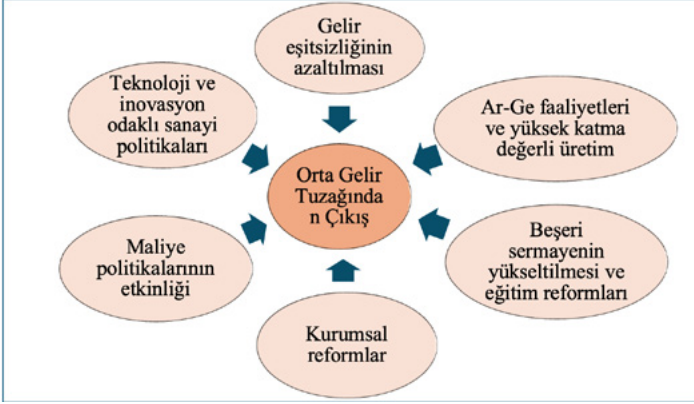 Gelir
eşitsizliğinin
azaltılması
Teknoloji ve
inovasyon
odaklı sanayi
politikaları
Ar-Ge faaliyetleri
ve yüksek katma
değerli üretim
Orta Gelir
Tuzağında
n Çıkış
Maliye
politikalarının
etkinliği
Beşeri
sermayenin
yükseltilmesi ve
eğitim reformları
Kurumsal
reformlar